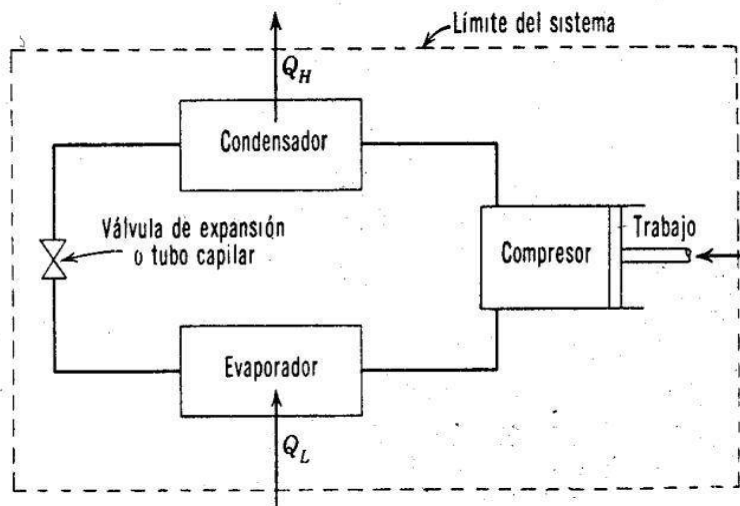 Límite del sistema
Q_H
Condensador
Válvula de expansión
o tubo capilar
Trabajo
Compresor
Evaporador
Q_L